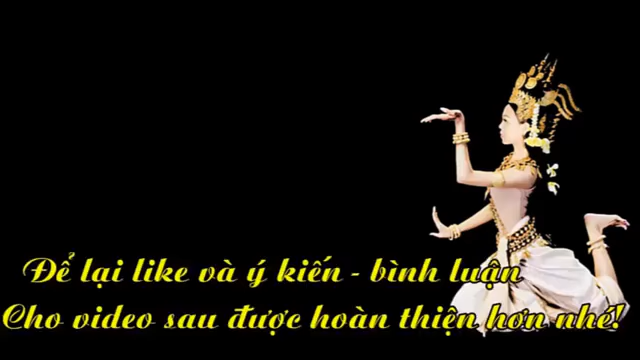 Để lại like và ý kiến - bình luận
Cho video sau được hoàn thiện hơn nhé!